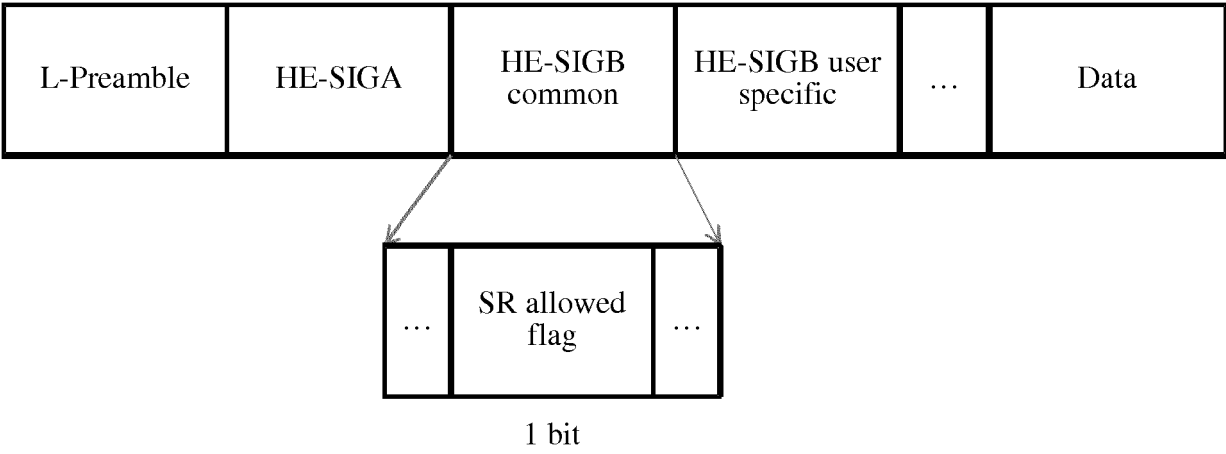 L-Preamble
HE-SIGA
HE-SIGB
common
HE-SIGB user
specific
...
Data
...
SR allowed
flag
...
1 bit